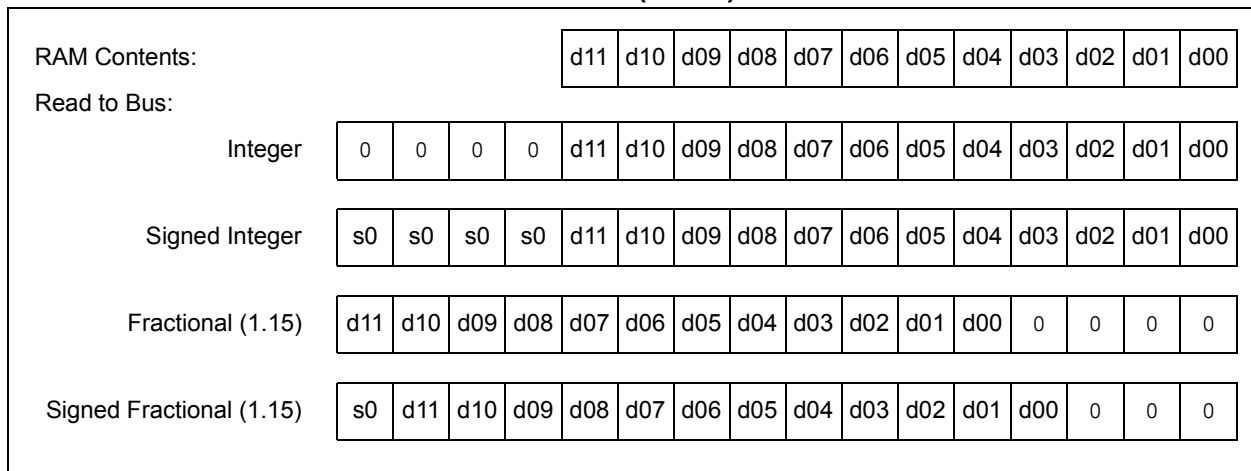 RAM Contents: d11 d10 d09 d08 d07 d06 d05 d04 d03 d02 d01 d00
Read to Bus:
Integer 0 0 0 0 d11 d10 d09 d08 d07 d06 d05 d04 d03 d02 d01 d00
Signed Integer s0 s0 s0 s0 d11 d10 d09 d08 d07 d06 d05 d04 d03 d02 d01 d00
Fractional (1.15) d11 d10 d09 d08 d07 d06 d05 d04 d03 d02 d01 d00 0 0 0 0
Signed Fractional (1.15) s0 d11 d10 d09 d08 d07 d06 d05 d04 d03 d02 d01 d00 0 0 0